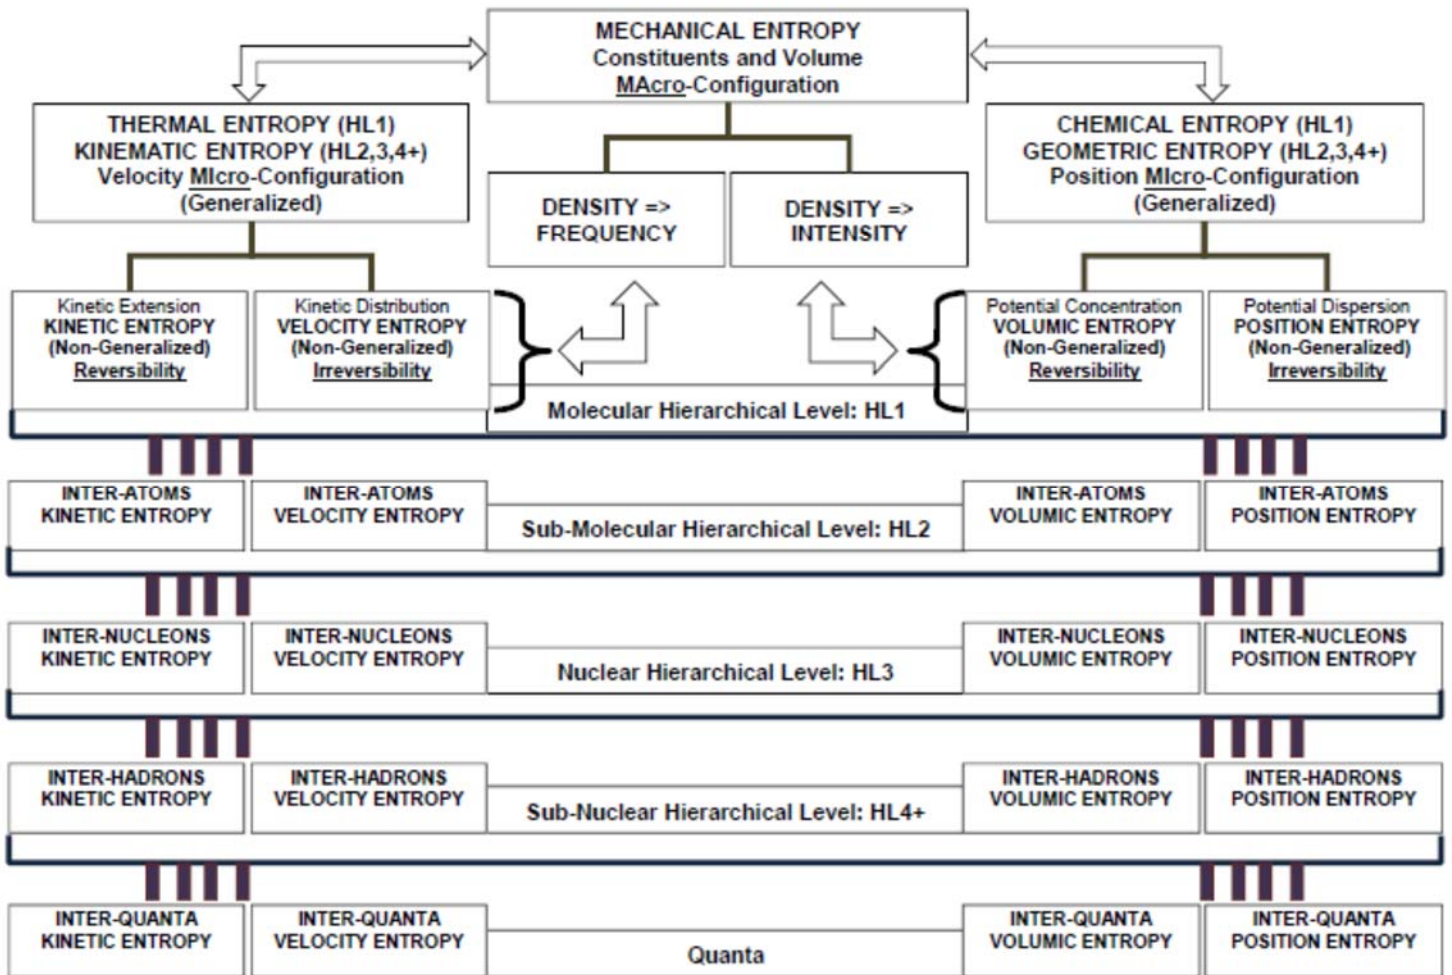 MECHANICAL ENTROPY
Constituents and Volume
MAcro-Configuration
THERMAL ENTROPY (HL1)
KINEMATIC ENTROPY (HL2,3,4+)
Velocity MIcro-Configuration
(Generalized)
DENSITY =>
FREQUENCY
DENSITY =>
INTENSITY
CHEMICAL ENTROPY (HL1)
GEOMETRIC ENTROPY (HL2,3,4+)
Position MIcro-Configuration
(Generalized)
Kinetic Extension
KINETIC ENTROPY
(Non-Generalized)
Reversibility
Kinetic Distribution
VELOCITY ENTROPY
(Non-Generalized)
Irreversibility
Potential Concentration
VOLUMIC ENTROPY
(Non-Generalized)
Reversibility
Potential Dispersion
POSITION ENTROPY
(Non-Generalized)
Irreversibility
Molecular Hierarchical Level: HL1
INTER-ATOMS
KINETIC ENTROPY
INTER-ATOMS
VELOCITY ENTROPY
Sub-Molecular Hierarchical Level: HL2
INTER-ATOMS
VOLUMIC ENTROPY
INTER-ATOMS
POSITION ENTROPY
INTER-NUCLEONS
KINETIC ENTROPY
INTER-NUCLEONS
VELOCITY ENTROPY
Nuclear Hierarchical Level: HL3
INTER-NUCLEONS
VOLUMIC ENTROPY
INTER-NUCLEONS
POSITION ENTROPY
INTER-HADRONS
KINETIC ENTROPY
INTER-HADRONS
VELOCITY ENTROPY
Sub-Nuclear Hierarchical Level: HL4+
INTER-HADRONS
VOLUMIC ENTROPY
INTER-HADRONS
POSITION ENTROPY
INTER-QUANTA
KINETIC ENTROPY
INTER-QUANTA
VELOCITY ENTROPY
Quanta
INTER-QUANTA
VOLUMIC ENTROPY
INTER-QUANTA
POSITION ENTROPY